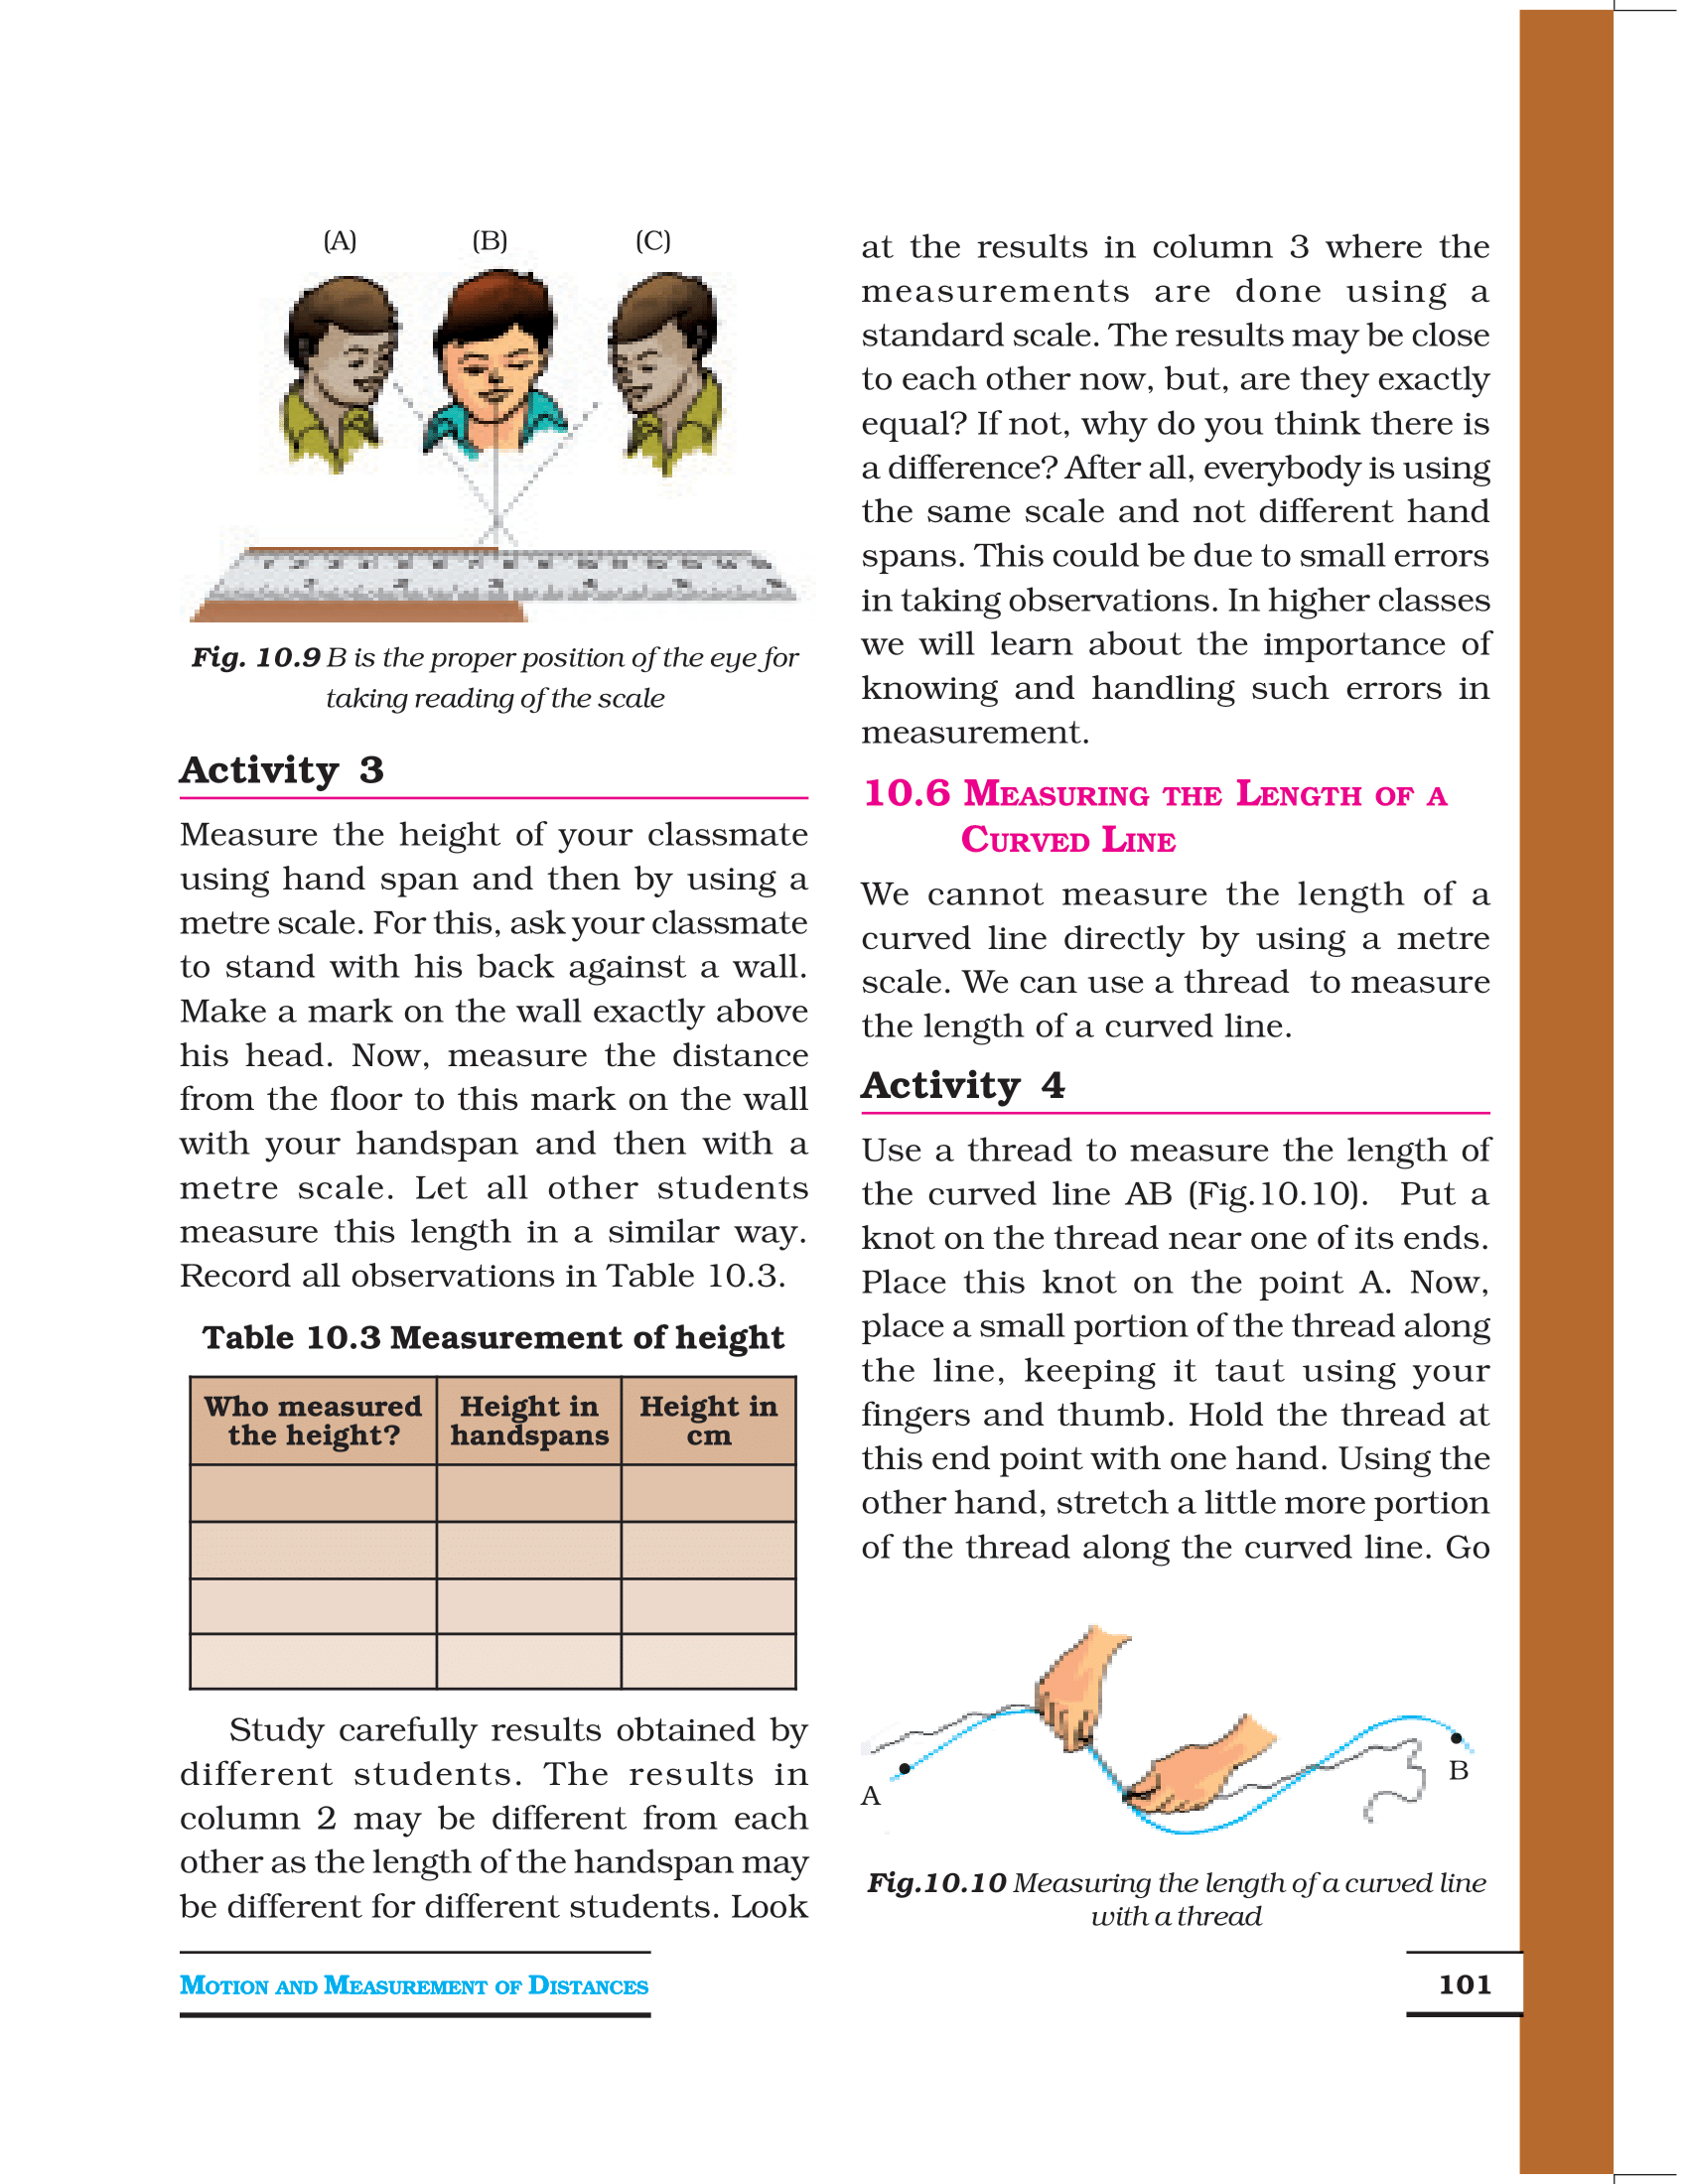 (A) (B) (C)
Fig. 10.9 B is the proper position of the eye for
taking reading of the scale
Activity 3
Measure the height of your classmate
using hand span and then by using a
metre scale. For this, ask your classmate
to stand with his back against a wall.
Make a mark on the wall exactly above
his head. Now, measure the distance
from the floor to this mark on the wall
with your handspan and then with a
metre scale. Let all other students
measure this length in a similar way.
Record all observations in Table 10.3.
Table 10.3 Measurement of height
Who measured the height? Height in handspans Height in cm
Study carefully results obtained by
different students. The results in
column 2 may be different from each
other as the length of the handspan may
be different for different students. Look
at the results in column 3 where the
measurements are done using a
standard scale. The results may be close
to each other now, but, are they exactly
equal? If not, why do you think there is
a difference? After all, everybody is using
the same scale and not different hand
spans. This could be due to small errors
in taking observations. In higher classes
we will learn about the importance of
knowing and handling such errors in
measurement.
10.6 Measuring the Length of a
Curved Line
We cannot measure the length of a
curved line directly by using a metre
scale. We can use a thread to measure
the length of a curved line.
Activity 4
Use a thread to measure the length of
the curved line AB (Fig.10.10). Put a
knot on the thread near one of its ends.
Place this knot on the point A. Now,
place a small portion of the thread along
the line, keeping it taut using your
fingers and thumb. Hold the thread at
this end point with one hand. Using the
other hand, stretch a little more portion
of the thread along the curved line. Go
A B
Fig.10.10 Measuring the length of a curved line
with a thread
Motion and Measurement of Distances
101